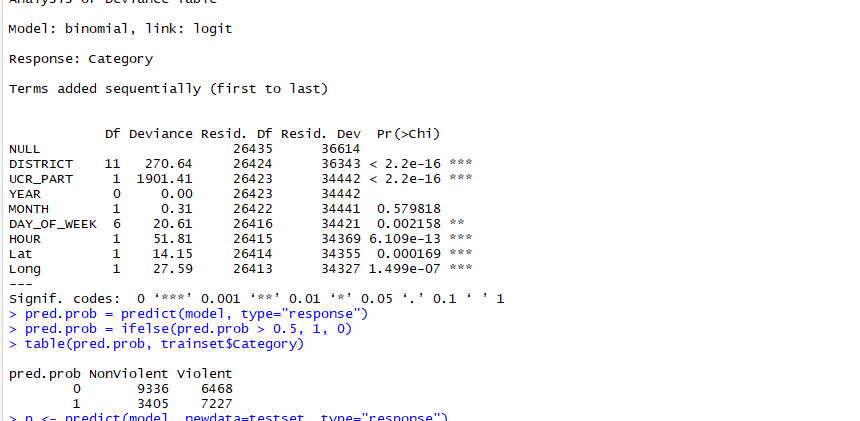 Analysis of Deviance Table
Model: binomial, link: logit
Response: Category
Terms added sequentially (first to last)
Df Deviance Resid. Df Resid. Dev Pr(>Chi)
NULL 26435 36614
DISTRICT 11 270.64 26424 36343 < 2.2e-16 ***
UCR_PART 1 1901.41 26423 34442 < 2.2e-16 ***
YEAR 0 0.00 26423 34442
MONTH 1 0.31 26422 34441 0.579818
DAY_OF_WEEK 6 20.61 26416 34421 0.002158 **
HOUR 1 51.81 26415 34369 6.109e-13 ***
Lat 1 14.15 26414 34355 0.000169 ***
Long 1 27.59 26413 34327 1.499e-07 ***
---
Signif. codes: 0 ‘***’ 0.001 ‘**’ 0.01 ‘*’ 0.05 ‘.’ 0.1 ‘ ’ 1
> pred.prob = predict(model, type="response")
> pred.prob = ifelse(pred.prob > 0.5, 1, 0)
> table(pred.prob, trainset$Category)
pred.prob NonViolent Violent
0 9336 6468
1 3405 7227
> p <- predict(model, newdata=testset, type="response")